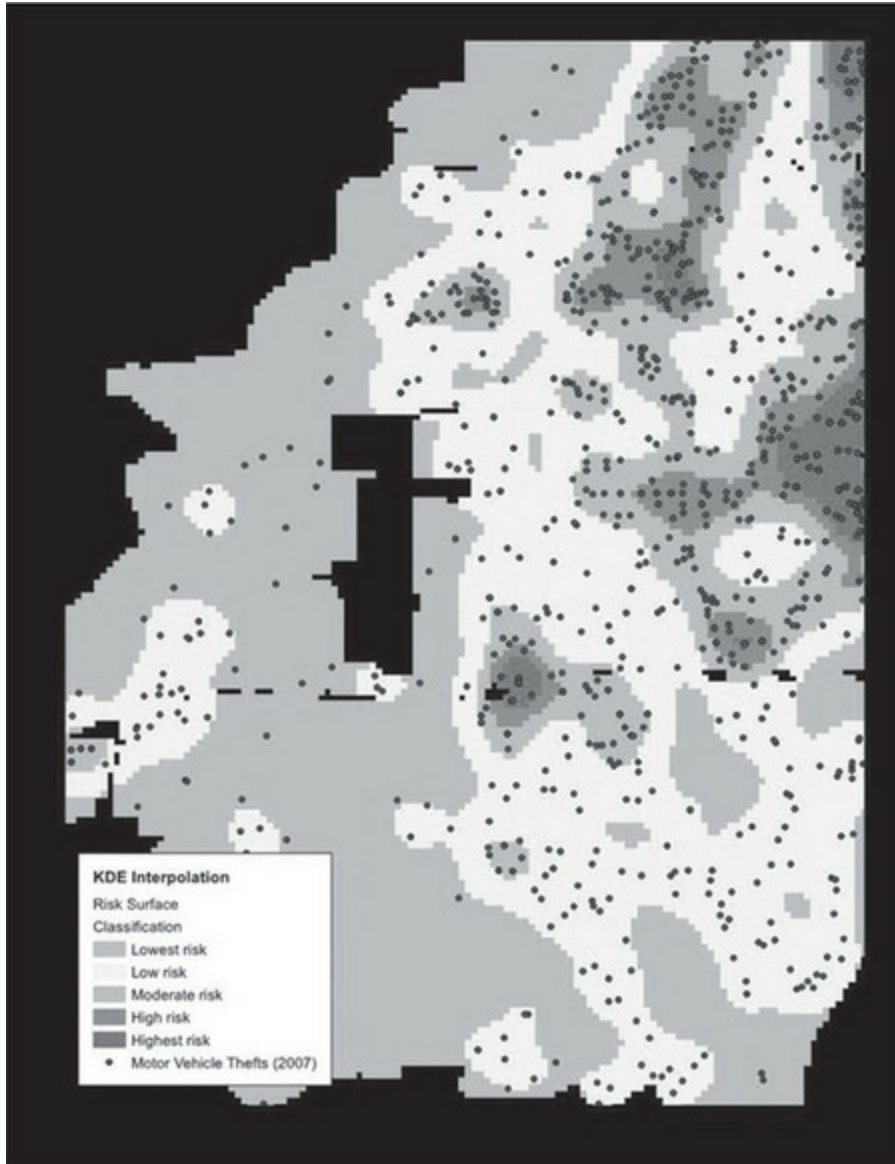 KDE Interpolation
Risk Surface
Classification
Lowest risk
Low risk
Moderate risk
High risk
Highest risk
Motor Vehicle Thefts (2007)